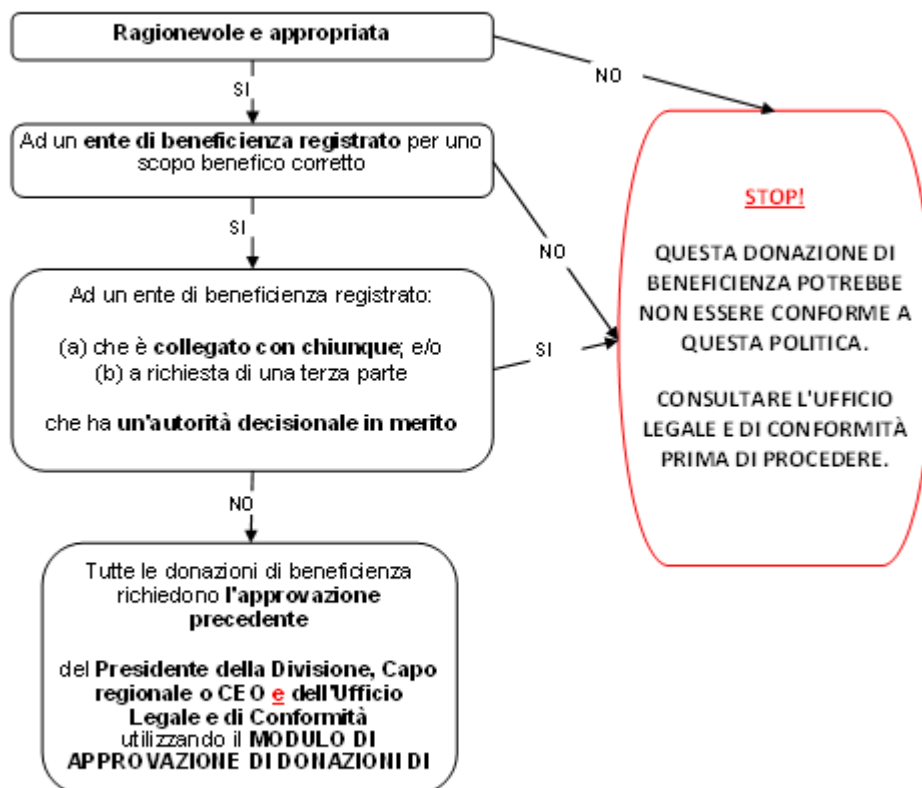 Ragionevole e appropriata
NO
SI
Ad un ente di beneficienza registrato per uno
scopo benefico corretto
SI
NO
Ad un ente di beneficienza registrato:
(a) che è collegato con chiunque; e/o
(b) a richiesta di una terza parte
che ha un'autorità decisionale in merito
SI
NO
STOP!
QUESTA DONAZIONE DI
BENEFICIENZA POTREBBE
NON ESSERE CONFORME A
QUESTA POLITICA.
CONSULTARE L'UFFICIO
LEGALE E DI CONFORMITÀ
PRIMA DI PROCEDERE.
Tutte le donazioni di beneficienza
richiedono l'approvazione
precedente
del Presidente della Divisione, Capo
regionale o CEO e dell'Ufficio
Legale e di Conformità
utilizzando il MODULO DI
APPROVAZIONE DI DONAZIONI DI